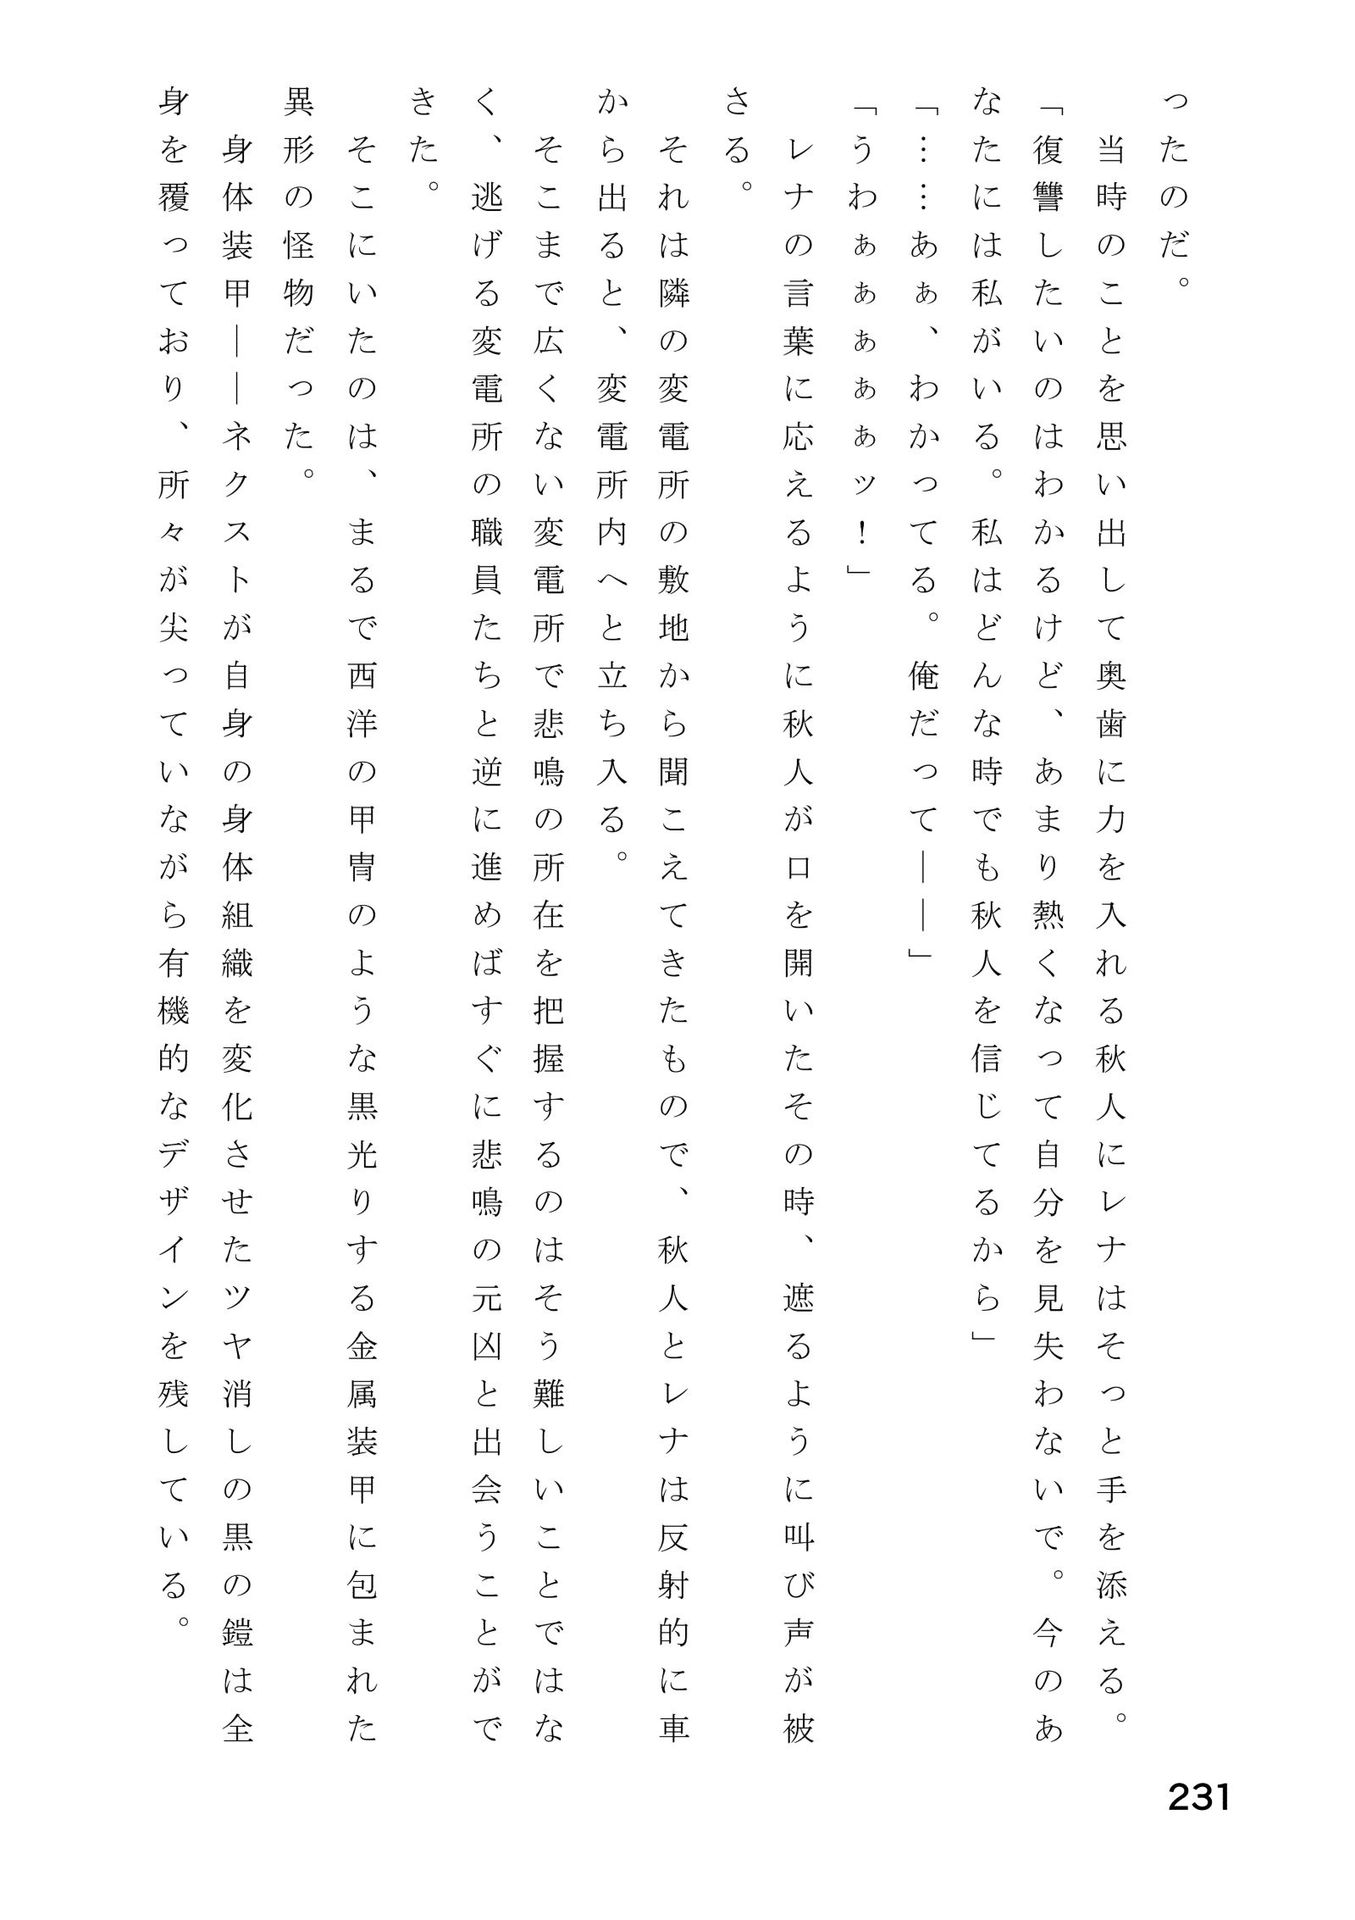 ったのだ。
　当時のことを思い出して奥歯に力を入れる秋人にレナはそっと手を添える。
「復讐したいのはわかるけど、あまり熱くなって自分を見失わないで。今のあ
なたには私がいる。私はどんな時でも秋人を信じてるから」
「……あぁ、わかってる。俺だって――」
「うわぁぁぁぁぁッ！」
　レナの言葉に応えるように秋人が口を開いたその時、遮るように叫び声が被
さる。
　それは隣の変電所の敷地から聞こえてきたもので、秋人とレナは反射的に車
から出ると、変電所内へと立ち入る。
　そこまで広くない変電所で悲鳴の所在を把握するのはそう難しいことではな
く、逃げる変電所の職員たちと逆に進めばすぐに悲鳴の元凶と出会うことがで
きた。
　そこにいたのは、まるで西洋の甲冑のような黒光りする金属装甲に包まれた
異形の怪物だった。
　身体装甲――ネクストが自身の身体組織を変化させたツヤ消しの黒の鎧は全
身を覆っており、所々が尖っていながら有機的なデザインを残している。
231